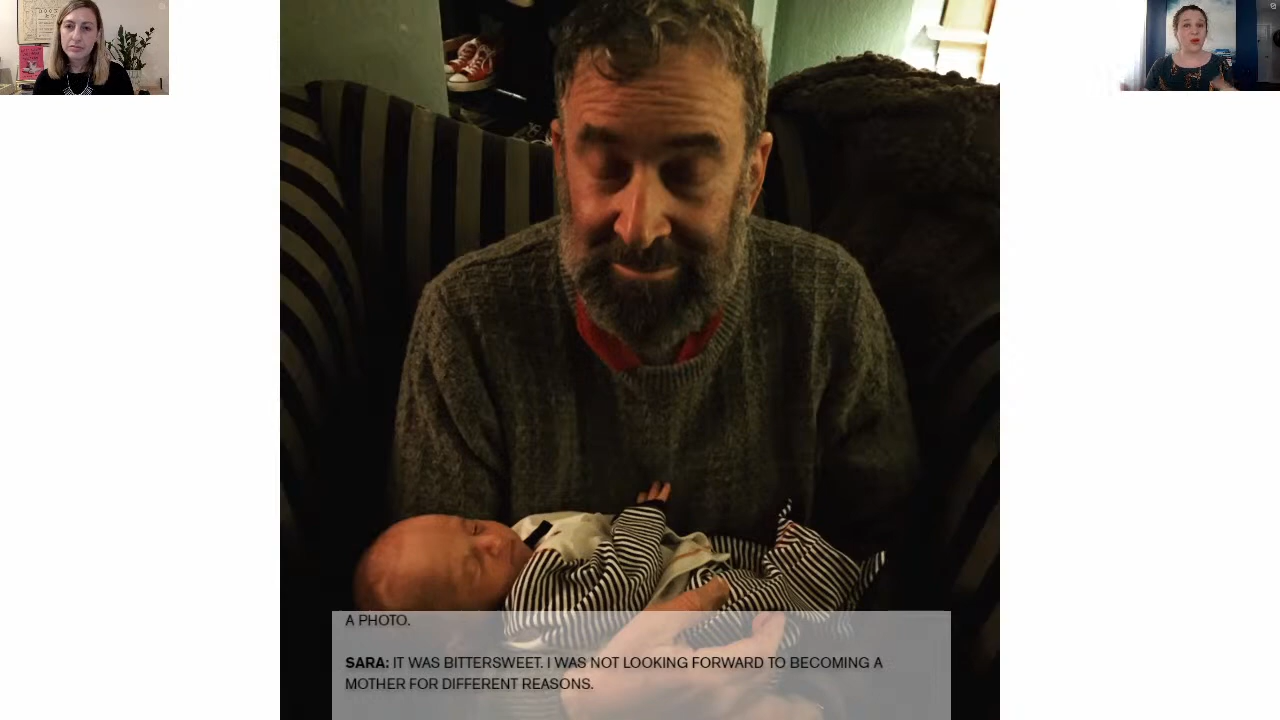 A PHOTO.
SARA: IT WAS BITTERSWEET. I WAS NOT LOOKING FORWARD TO BECOMING A
MOTHER FOR DIFFERENT REASONS.